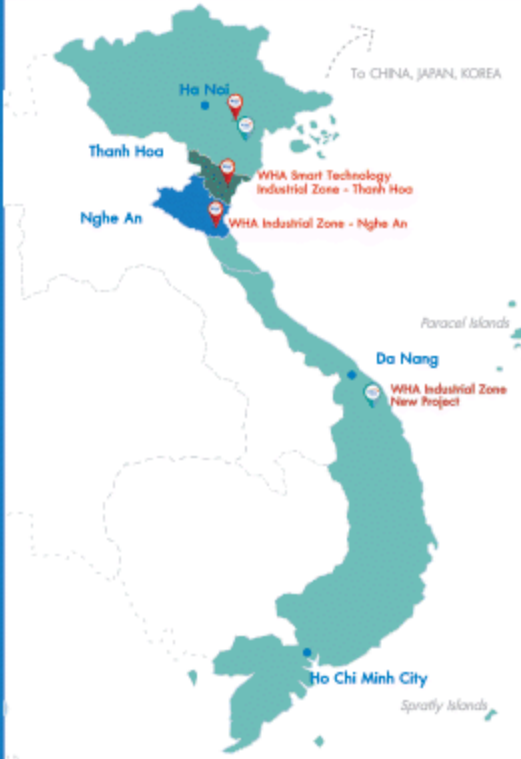 To CHINA, JAPAN, KOREA
Ha Noi
Thanh Hoa
WHA Smart Technology
Industrial Zone - Thanh Hoa
Nghe An
WHA Industrial Zone - Nghe An
Paracel Islands
Da Nang
WHA Industrial Zone
New Project
Ho Chi Minh City
Spratly Islands